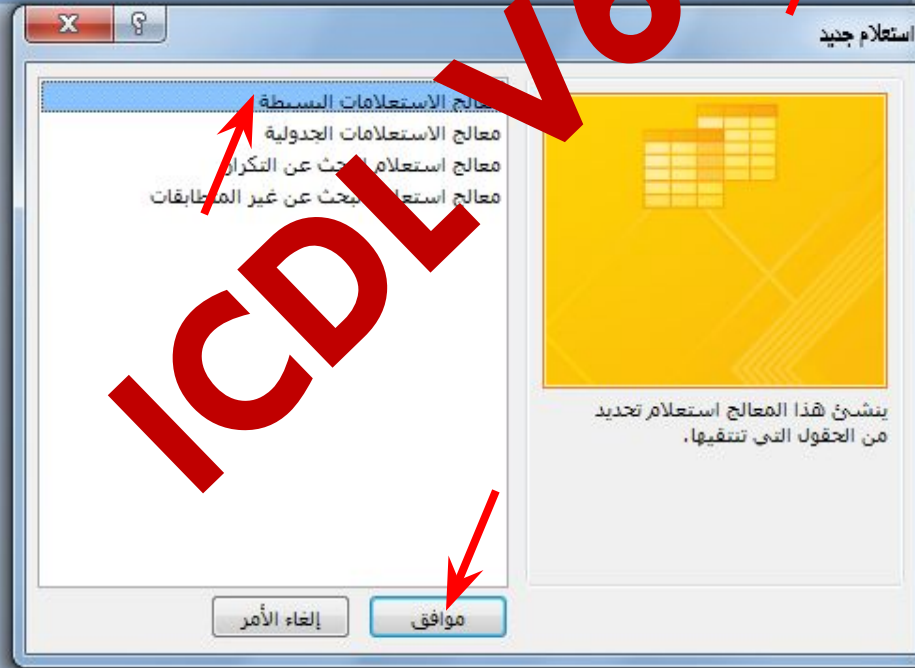 استعلام جديد
معالج الاستعلامات البسيطة
معالج الاستعلامات الجدولية
معالج استعلام البحث عن التكرار
معالج استعلام البحث عن غير المتطابقات
ينشئ هذا المعالج استعلام تحديد
من الحقول التي تنتقيها.
موافق
إلغاء الأمر
ICDL